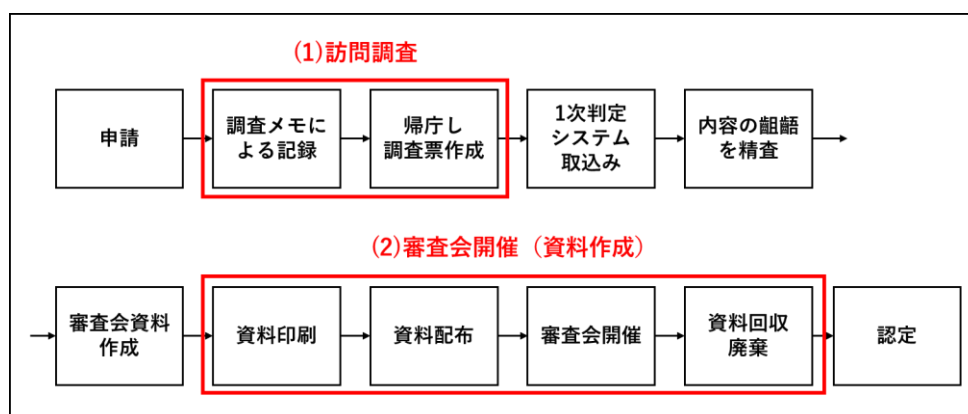 (1)訪問調査
申請
調査メモに
よる記録
帰庁し
調査票作成
1次判定
システム
取込み
内容の齟齬
を精査
(2)審査会開催（資料作成）
審査会資料
作成
資料印刷
資料配布
審査会開催
資料回収
廃棄
認定